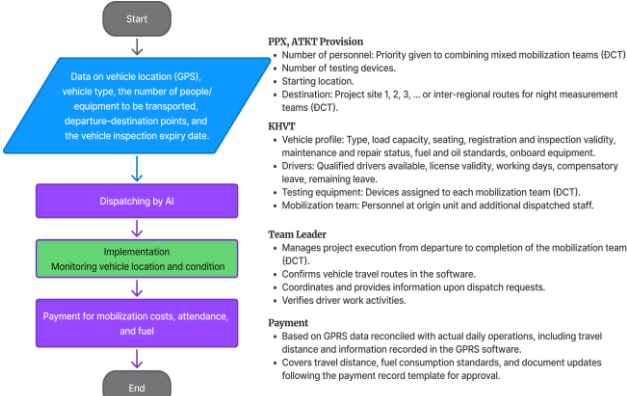 Start
Data on vehicle location (GPS),
vehicle type, the number of people/
equipment to be transported,
departure–destination points, and
the vehicle inspection expiry date.
Dispatching by AI
Implementation
Monitoring vehicle location and condition
Payment for mobilization costs, attendance,
and fuel
End
PPX, ATKT Provision
• Number of personnel: Priority given to combining mixed mobilization teams (ĐCT).
• Number of testing devices.
• Starting location.
• Destination: Project site 1, 2, 3, ... or inter-regional routes for night measurement
teams (ĐCT).
KHVT
• Vehicle profile: Type, load capacity, seating, registration and inspection validity,
maintenance and repair status, fuel and oil standards, onboard equipment.
• Drivers: Qualified drivers available, license validity, working days, compensatory
leave, remaining leave.
• Testing equipment: Devices assigned to each mobilization team (ĐCT).
• Mobilization team: Personnel at origin unit and additional dispatched staff.
Team Leader
• Manages project execution from departure to completion of the mobilization team
(ĐCT).
• Confirms vehicle travel routes in the software.
• Coordinates and provides information upon dispatch requests.
• Verifies driver work activities.
Payment
• Based on GPRS data reconciled with actual daily operations, including travel
distance and information recorded in the GPRS software.
• Covers travel distance, fuel consumption standards, and document updates
following the payment record template for approval.